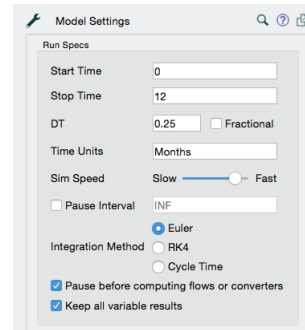 Model Settings
Run Specs
Start Time 0
Stop Time 12
DT 0.25 Fractional
Time Units Months
Sim Speed Slow Fast
Pause Interval INF
Euler
Integration Method RK4
Cycle Time
Pause before computing flows or converters
Keep all variable results